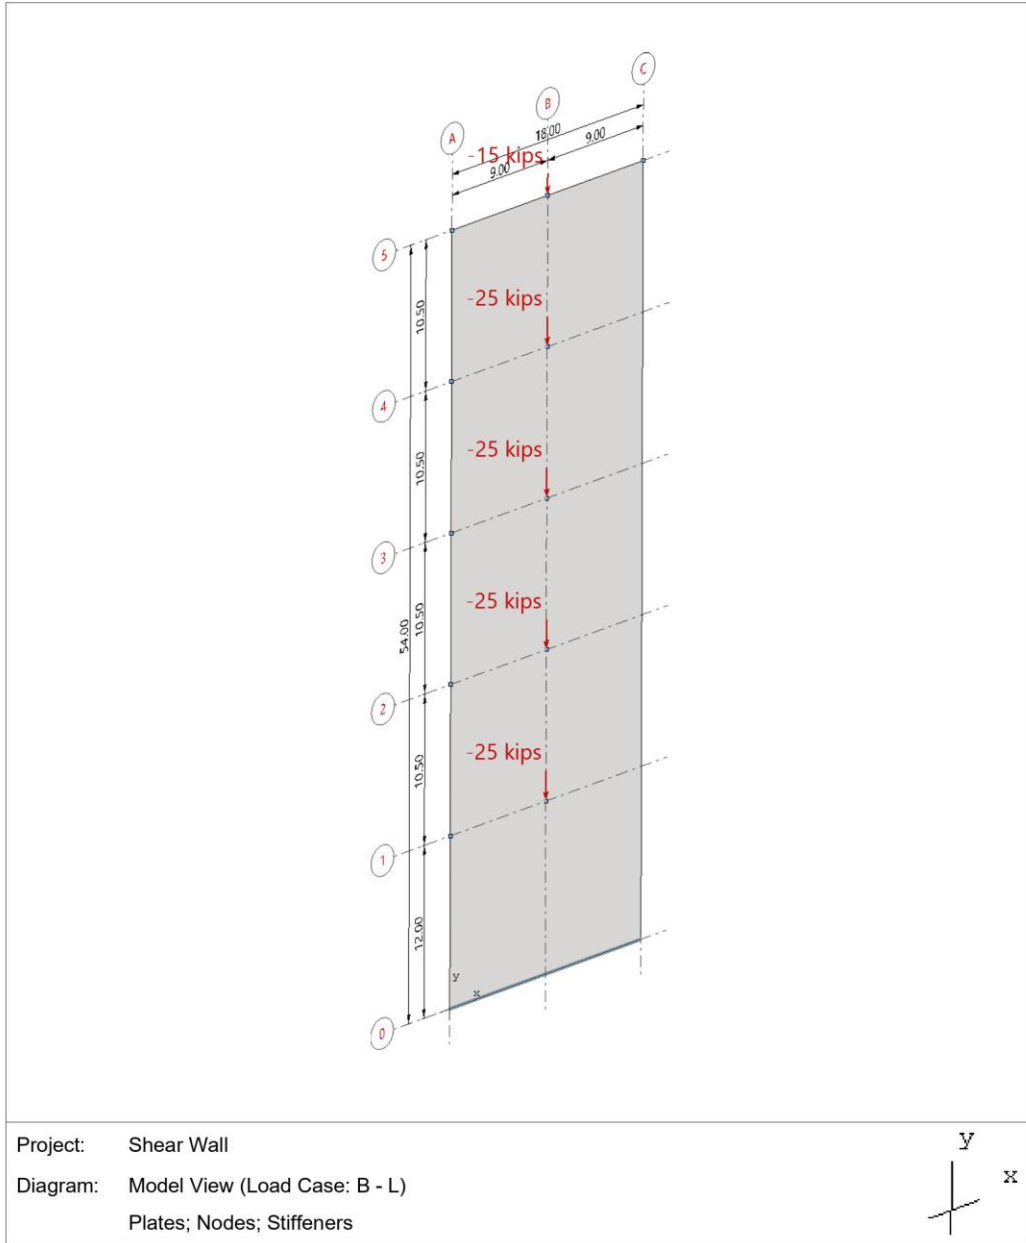 C
B
A
18.00
9.00
-15 kips
9.00
5
10.50
-25 kips
4
10.50
-25 kips
3
10.50
54.00
-25 kips
2
10.50
-25 kips
1
12.00
y
x
0
Project: Shear Wall
Diagram: Model View (Load Case: B - L)
Plates; Nodes; Stiffeners
y
x